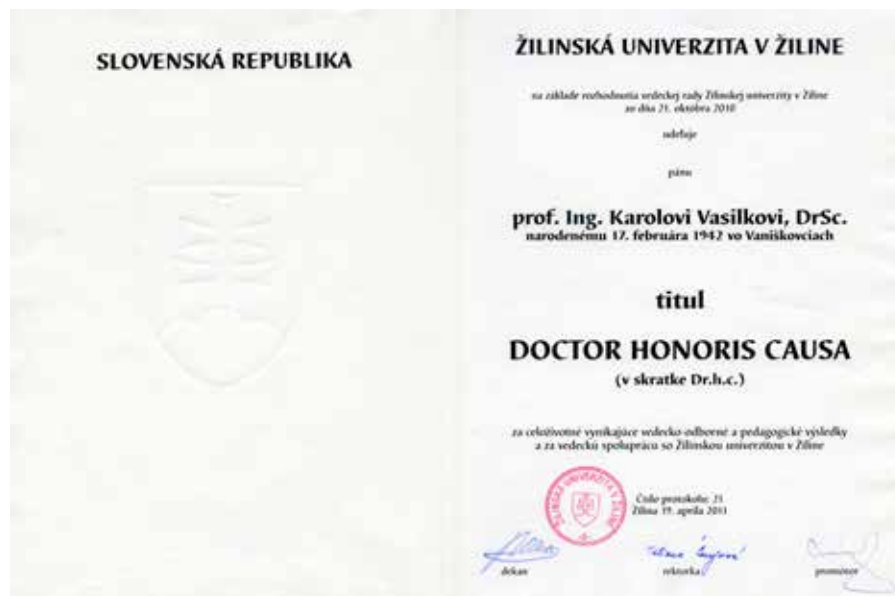 SLOVENSKÁ REPUBLIKA
ŽILINSKÁ UNIVERZITA V ŽILINE
na základe rozhodnutia vedeckej rady Žilinskej univerzity v Žiline
zo dňa 21. októbra 2010
udeľuje
pánu
prof. Ing. Karolovi Vasilkovi, DrSc.
narodenému 17. februára 1942 vo Vaniškovciach
titul
DOCTOR HONORIS CAUSA
(v skratke Dr.h.c.)
za celoživotné vynikajúce vedecko-odborné a pedagogické výsledky
a za vedeckú spoluprácu so Žilinskou univerzitou v Žiline
ŽILINSKÁ UNIVERZITA V ŽILINE
Číslo protokolu: 21
Žilina 19. apríla 2011
dekan
rektorka
promótor